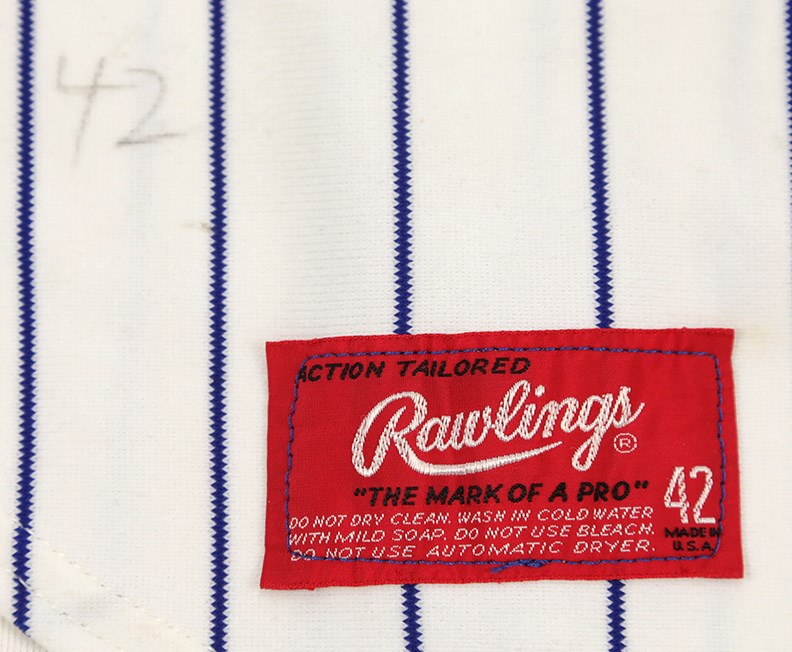 42
ACTION TAILORED
Rawlings®
"THE MARK OF A PRO"
42
DO NOT DRY CLEAN. WASH IN COLD WATER
WITH MILD SOAP. DO NOT USE BLEACH.
DO NOT USE AUTOMATIC DRYER.
MADE IN
U.S.A.